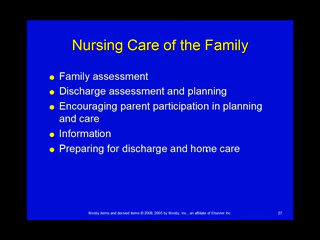 Nursing Care of the Family
Family assessment
Discharge assessment and planning
Encouraging parent participation in planning
and care
Information
Preparing for discharge and home care
Mosby items and derived items © 2009, 2005 by Mosby, Inc., an affiliate of Elsevier Inc.